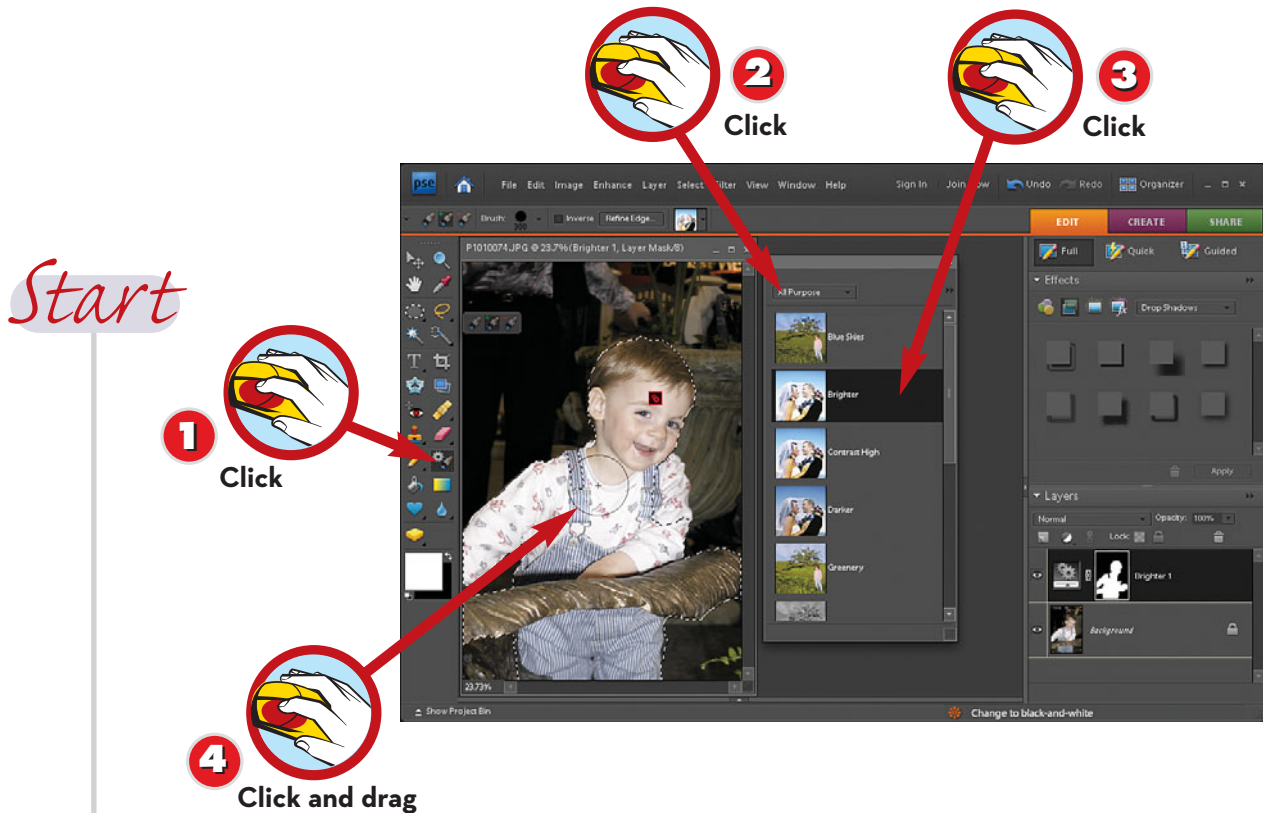 2
Click
3
Click
pse File Edit Image Enhance Layer Select Filter View Window Help Sign In Join Now Undo Redo Organizer
Brush: Inverse Refine Edge...
EDIT CREATE SHARE
P1010074.JPG @ 23.7% (Brighter 1, Layer Mask/8)
Full Quick Guided
Effects
Start
All Purpose
Drop Shadows
Blue Skies
Brighter
1
Click
Contrast High
Apply
Layers
Darker
Normal Opacity: 100%
Lock:
Greenery
Brighter 1
Background
23.73%
Show Project Bin
Change to black-and-white
4
Click and drag